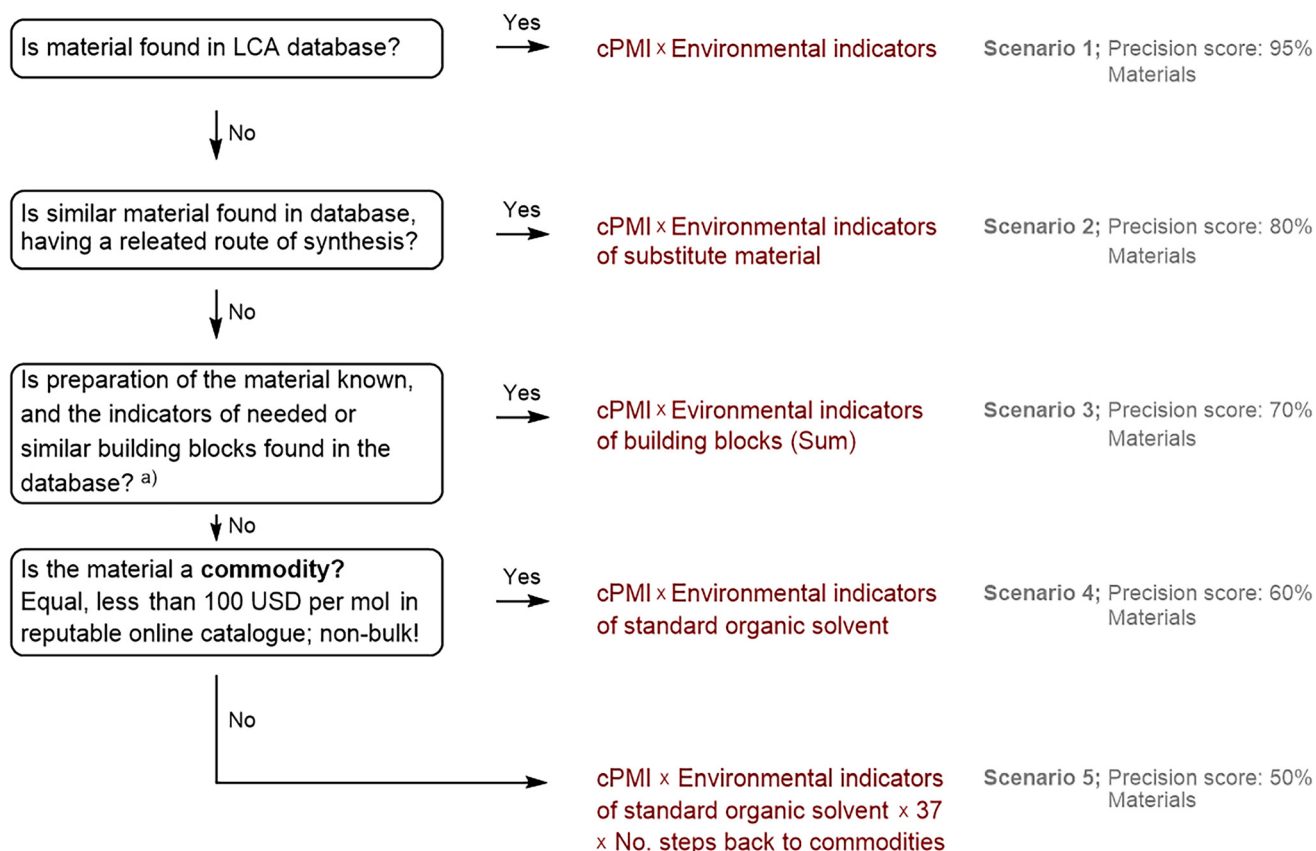 Is material found in LCA database?
Yes
cPMI x Environmental indicators
Scenario 1; Precision score: 95%
Materials
No
Is similar material found in database,
having a releated route of synthesis?
Yes
cPMI x Environmental indicators
of substitute material
Scenario 2; Precision score: 80%
Materials
No
Is preparation of the material known,
and the indicators of needed or
similar building blocks found in the
database? a)
Yes
cPMI x Evironmental indicators
of building blocks (Sum)
Scenario 3; Precision score: 70%
Materials
No
Is the material a commodity?
Equal, less than 100 USD per mol in
reputable online catalogue; non-bulk!
Yes
cPMI x Environmental indicators
of standard organic solvent
Scenario 4; Precision score: 60%
Materials
No
cPMI x Environmental indicators
of standard organic solvent x 37
x No. steps back to commodities
Scenario 5; Precision score: 50%
Materials